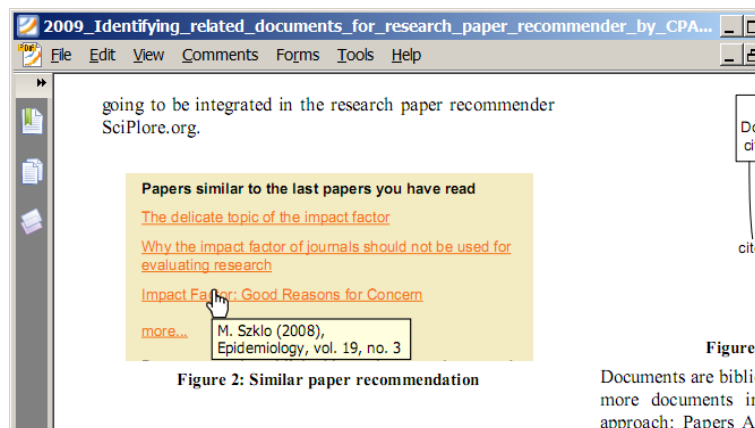 2009_Identifying_related_documents_for_research_paper_recommender_by_CPA...
File Edit View Comments Forms Tools Help
going to be integrated in the research paper recommender
SciPlore.org.
Papers similar to the last papers you have read
The delicate topic of the impact factor
Why the impact factor of journals should not be used for
evaluating research
Impact Factor: Good Reasons for Concern
more...
M. Szklo (2008),
Epidemiology, vol. 19, no. 3
Figure 2: Similar paper recommendation
Figure
Documents are
more documents
approach: Papers A